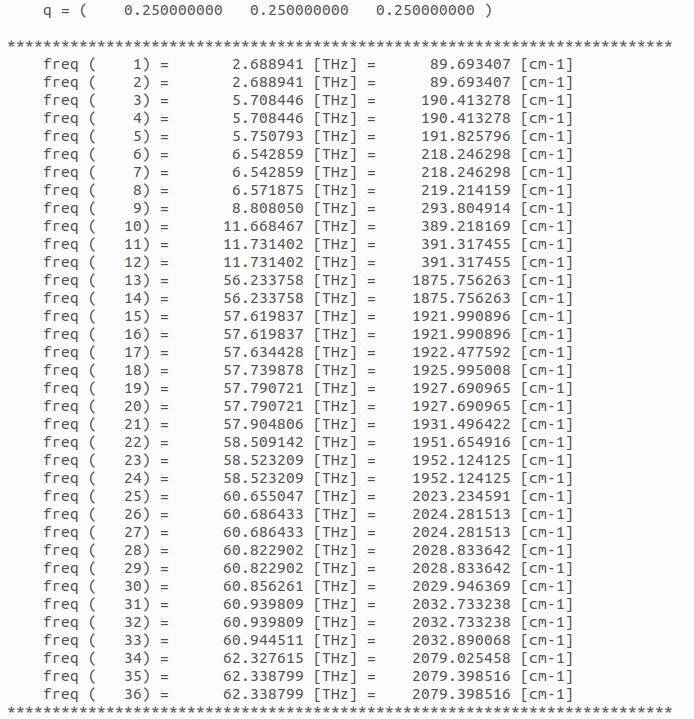 q = (    0.250000000   0.250000000   0.250000000 )
**************************************************************************
freq (    1) =       2.688941 [THz] =      89.693407 [cm-1]
freq (    2) =       2.688941 [THz] =      89.693407 [cm-1]
freq (    3) =       5.708446 [THz] =     190.413278 [cm-1]
freq (    4) =       5.708446 [THz] =     190.413278 [cm-1]
freq (    5) =       5.750793 [THz] =     191.825796 [cm-1]
freq (    6) =       6.542859 [THz] =     218.246298 [cm-1]
freq (    7) =       6.542859 [THz] =     218.246298 [cm-1]
freq (    8) =       6.571875 [THz] =     219.214159 [cm-1]
freq (    9) =       8.808050 [THz] =     293.804914 [cm-1]
freq (   10) =      11.668467 [THz] =     389.218169 [cm-1]
freq (   11) =      11.731402 [THz] =     391.317455 [cm-1]
freq (   12) =      11.731402 [THz] =     391.317455 [cm-1]
freq (   13) =      56.233758 [THz] =    1875.756263 [cm-1]
freq (   14) =      56.233758 [THz] =    1875.756263 [cm-1]
freq (   15) =      57.619837 [THz] =    1921.990896 [cm-1]
freq (   16) =      57.619837 [THz] =    1921.990896 [cm-1]
freq (   17) =      57.634428 [THz] =    1922.477592 [cm-1]
freq (   18) =      57.739878 [THz] =    1925.995008 [cm-1]
freq (   19) =      57.790721 [THz] =    1927.690965 [cm-1]
freq (   20) =      57.790721 [THz] =    1927.690965 [cm-1]
freq (   21) =      57.904806 [THz] =    1931.496422 [cm-1]
freq (   22) =      58.509142 [THz] =    1951.654916 [cm-1]
freq (   23) =      58.523209 [THz] =    1952.124125 [cm-1]
freq (   24) =      58.523209 [THz] =    1952.124125 [cm-1]
freq (   25) =      60.655047 [THz] =    2023.234591 [cm-1]
freq (   26) =      60.686433 [THz] =    2024.281513 [cm-1]
freq (   27) =      60.686433 [THz] =    2024.281513 [cm-1]
freq (   28) =      60.822902 [THz] =    2028.833642 [cm-1]
freq (   29) =      60.822902 [THz] =    2028.833642 [cm-1]
freq (   30) =      60.856261 [THz] =    2029.946369 [cm-1]
freq (   31) =      60.939809 [THz] =    2032.733238 [cm-1]
freq (   32) =      60.939809 [THz] =    2032.733238 [cm-1]
freq (   33) =      60.944511 [THz] =    2032.890068 [cm-1]
freq (   34) =      62.327615 [THz] =    2079.025458 [cm-1]
freq (   35) =      62.338799 [THz] =    2079.398516 [cm-1]
freq (   36) =      62.338799 [THz] =    2079.398516 [cm-1]
**************************************************************************